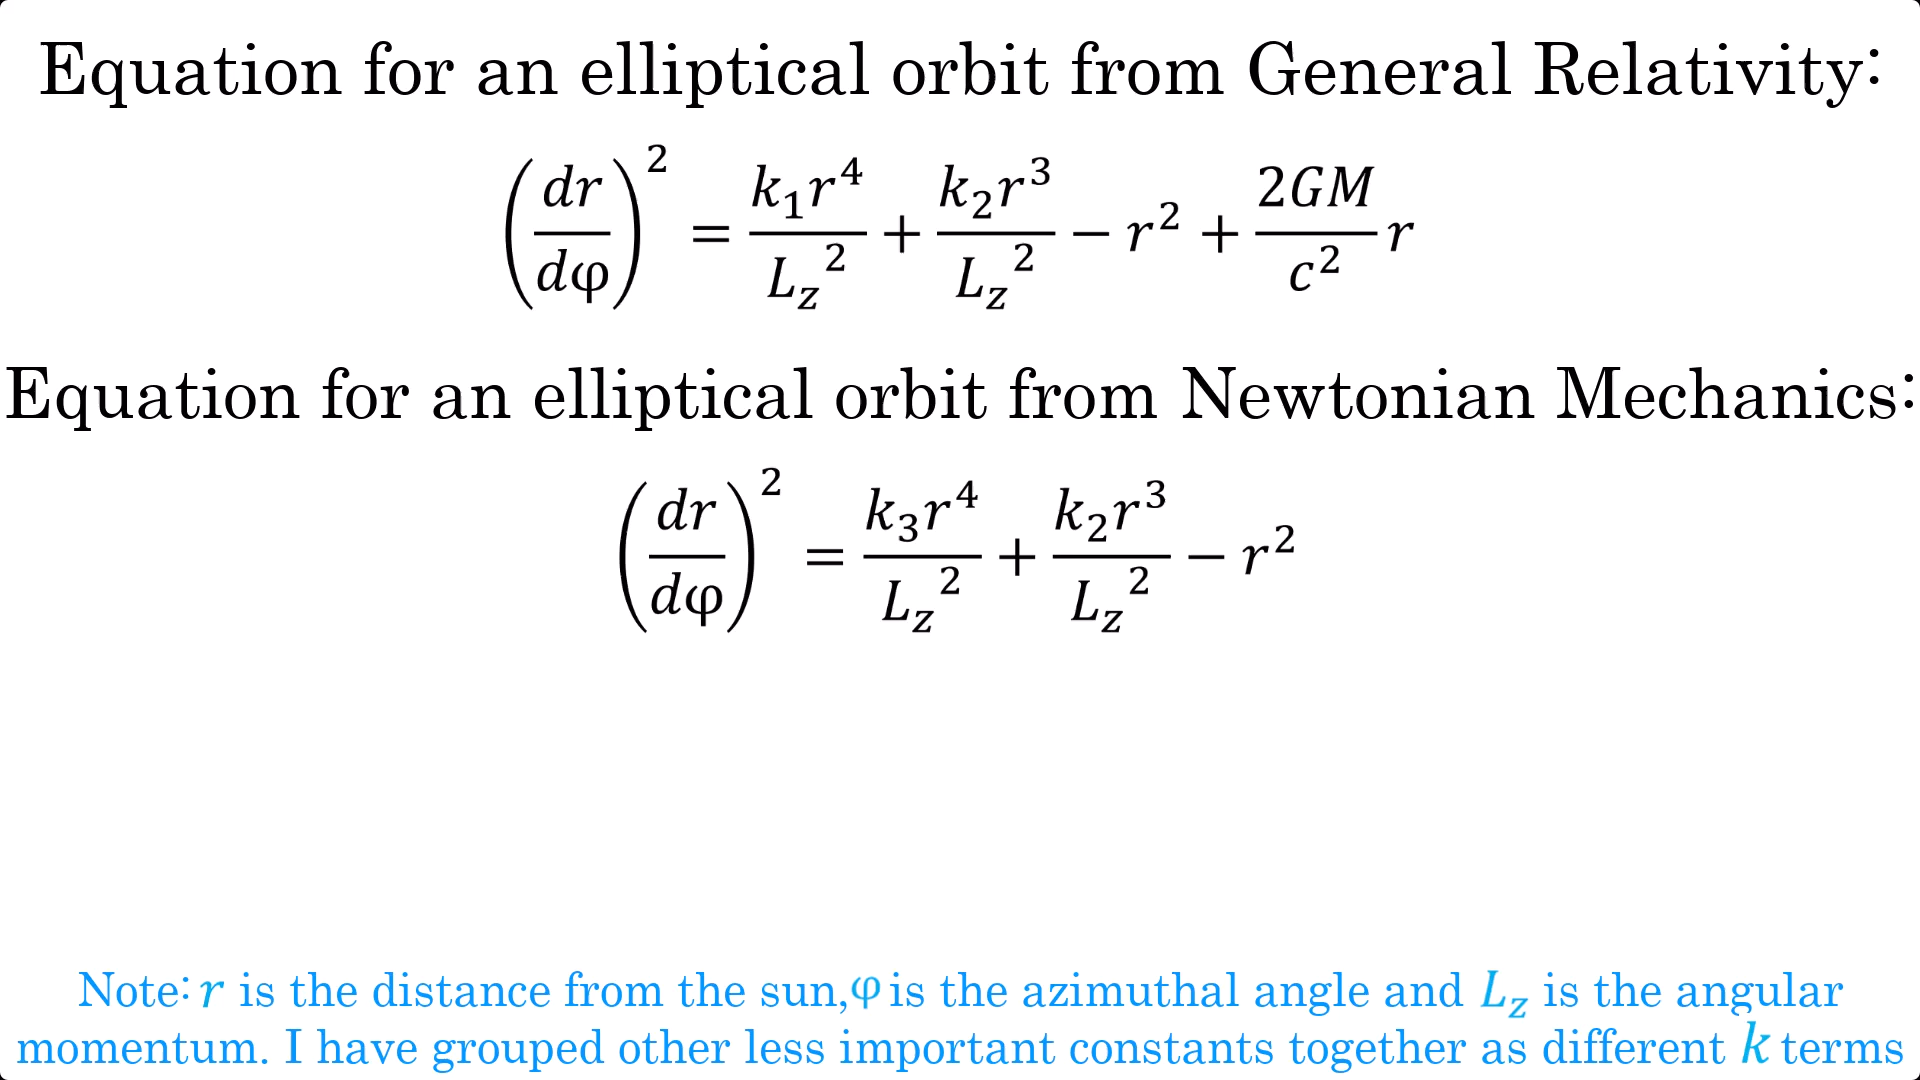 Equation for an elliptical orbit from General Relativity:
(dr/dφ)² = k₁r⁴/L_z² + k₂r³/L_z² − r² + 2GM/c² r
Equation for an elliptical orbit from Newtonian Mechanics:
(dr/dφ)² = k₃r⁴/L_z² + k₂r³/L_z² − r²
Note: r is the distance from the sun, φ is the azimuthal angle and L_z is the angular
momentum. I have grouped other less important constants together as different k terms